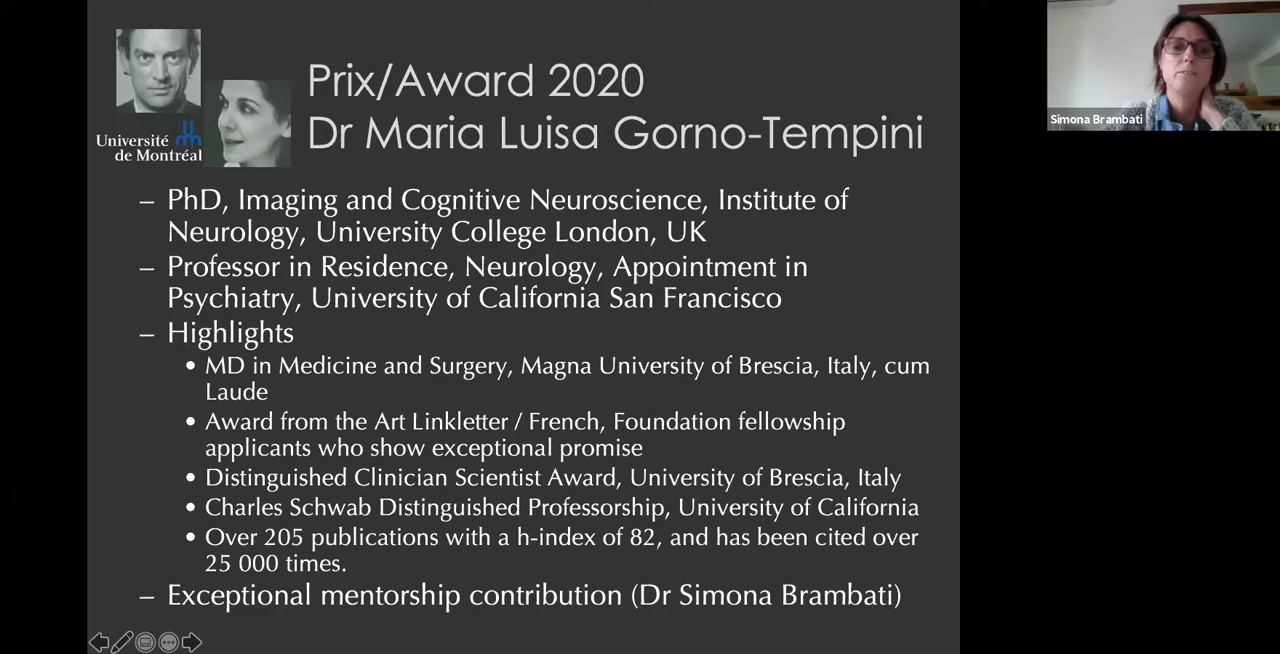 Prix/Award 2020
Dr Maria Luisa Gorno-Tempini
Université
de Montréal
– PhD, Imaging and Cognitive Neuroscience, Institute of
Neurology, University College London, UK
– Professor in Residence, Neurology, Appointment in
Psychiatry, University of California San Francisco
– Highlights
• MD in Medicine and Surgery, Magna University of Brescia, Italy, cum
Laude
• Award from the Art Linkletter / French, Foundation fellowship
applicants who show exceptional promise
• Distinguished Clinician Scientist Award, University of Brescia, Italy
• Charles Schwab Distinguished Professorship, University of California
• Over 205 publications with a h-index of 82, and has been cited over
25 000 times.
– Exceptional mentorship contribution (Dr Simona Brambati)
Simona Brambati